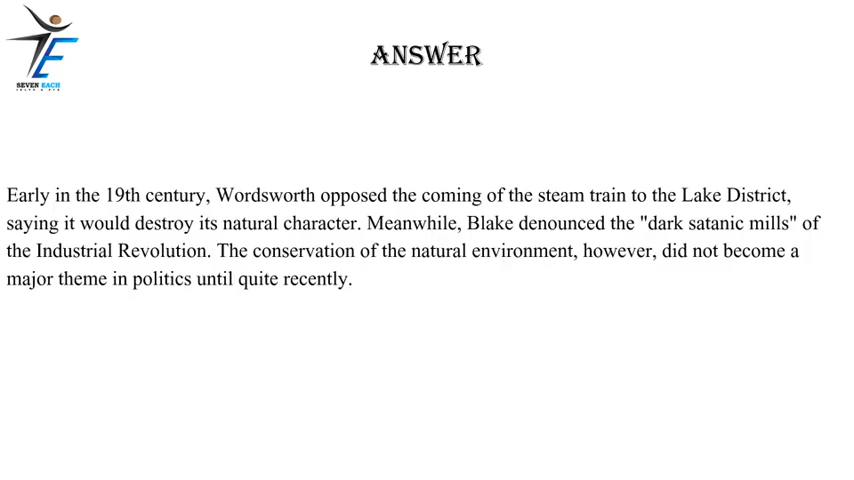 ANSWER
SEVEN EACH
IELTS & PTE
Early in the 19th century, Wordsworth opposed the coming of the steam train to the Lake District,
saying it would destroy its natural character. Meanwhile, Blake denounced the "dark satanic mills" of
the Industrial Revolution. The conservation of the natural environment, however, did not become a
major theme in politics until quite recently.